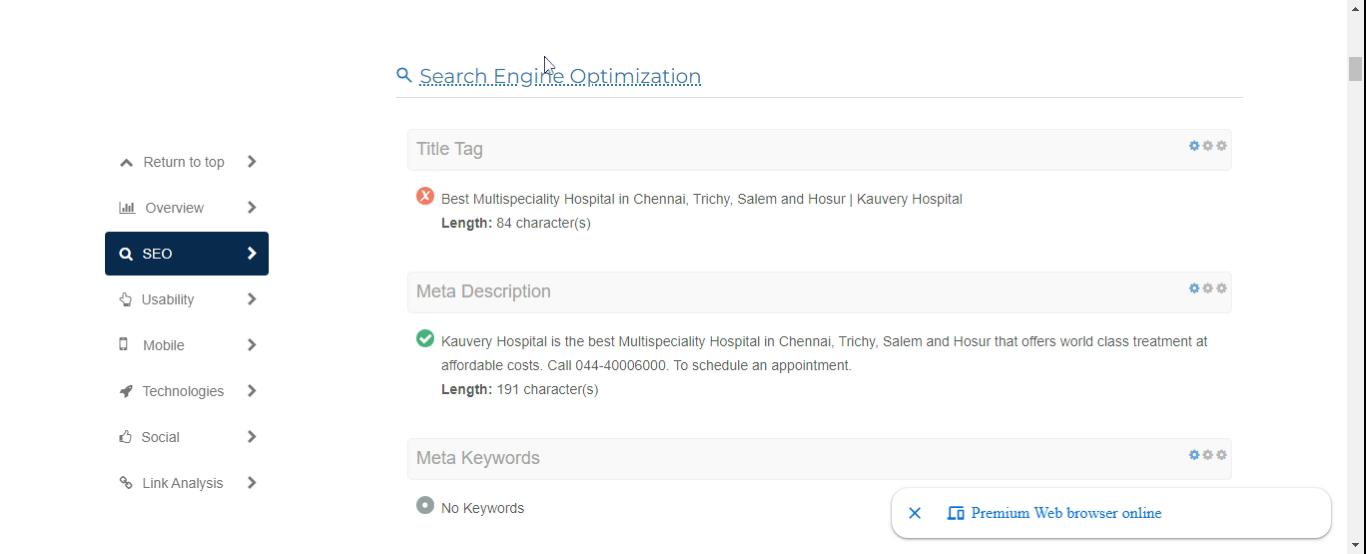 Search Engine Optimization
Return to top
Overview
SEO
Usability
Mobile
Technologies
Social
Link Analysis
Title Tag
Best Multispeciality Hospital in Chennai, Trichy, Salem and Hosur | Kauvery Hospital
Length: 84 character(s)
Meta Description
Kauvery Hospital is the best Multispeciality Hospital in Chennai, Trichy, Salem and Hosur that offers world class treatment at
affordable costs. Call 044-40006000. To schedule an appointment.
Length: 191 character(s)
Meta Keywords
No Keywords
Premium Web browser online